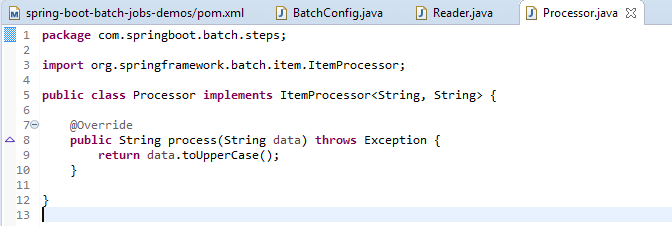 spring-boot-batch-jobs-demos/pom.xml BatchConfig.java Reader.java Processor.java
1 package com.springboot.batch.steps;
2
3 import org.springframework.batch.item.ItemProcessor;
4
5 public class Processor implements ItemProcessor<String, String> {
6
7 @Override
8 public String process(String data) throws Exception {
9 return data.toUpperCase();
10 }
11
12 }
13